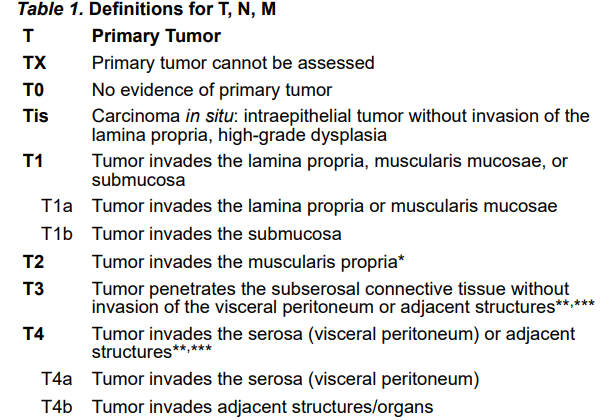 Table 1. Definitions for T, N, M
T Primary Tumor
TX Primary tumor cannot be assessed
T0 No evidence of primary tumor
Tis Carcinoma in situ: intraepithelial tumor without invasion of the
lamina propria, high-grade dysplasia
T1 Tumor invades the lamina propria, muscularis mucosae, or
submucosa
T1a Tumor invades the lamina propria or muscularis mucosae
T1b Tumor invades the submucosa
T2 Tumor invades the muscularis propria*
T3 Tumor penetrates the subserosal connective tissue without
invasion of the visceral peritoneum or adjacent structures**,***
T4 Tumor invades the serosa (visceral peritoneum) or adjacent
structures**,***
T4a Tumor invades the serosa (visceral peritoneum)
T4b Tumor invades adjacent structures/organs